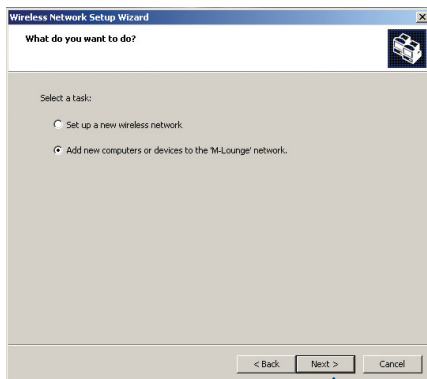 Wireless Network Setup Wizard
What do you want to do?
Select a task:
Set up a new wireless network
Add new computers or devices to the 'M-Lounge' network.
< Back
Next >
Cancel